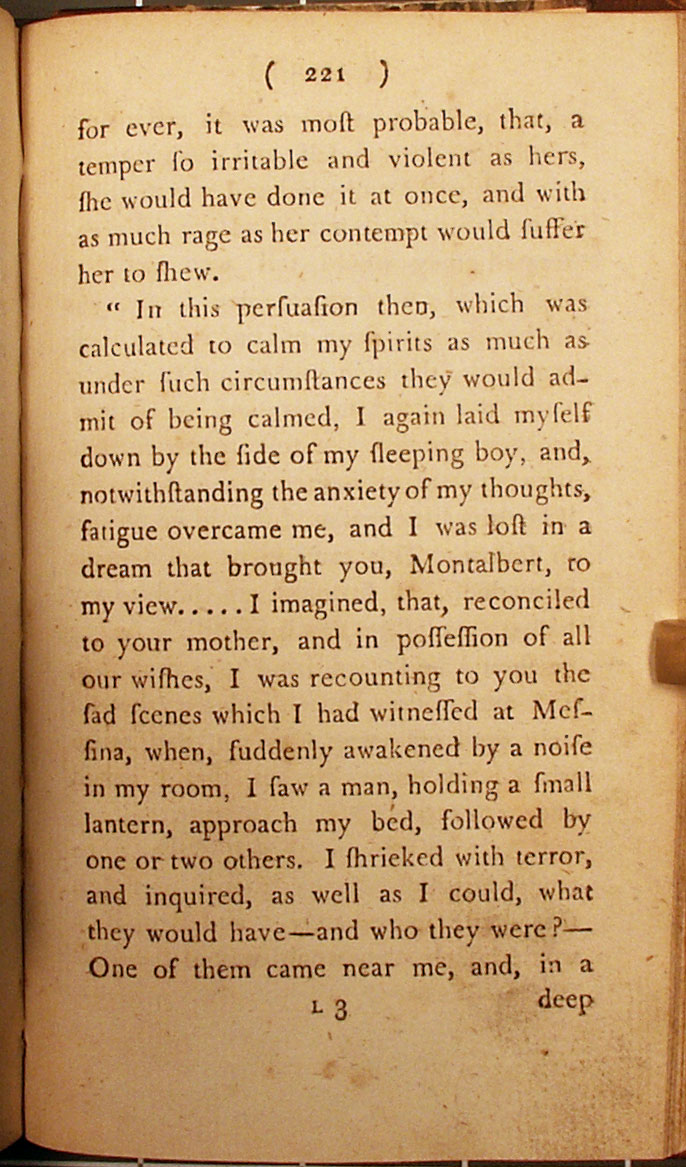 ( 221 )
for ever, it was moſt probable, that, a
temper ſo irritable and violent as hers,
ſhe would have done it at once, and with
as much rage as her contempt would ſuffer
her to ſhew.
“ In this perſuaſion then, which was
calculated to calm my ſpirits as much as
under ſuch circumſtances they would ad-
mit of being calmed, I again laid myſelf
down by the ſide of my ſleeping boy, and,
notwithſtanding the anxiety of my thoughts,
fatigue overcame me, and I was loſt in a
dream that brought you, Montalbert, to
my view.....I imagined, that, reconciled
to your mother, and in poſſeſſion of all
our wiſhes, I was recounting to you the
ſad ſcenes which I had witneſſed at Meſ-
ſina, when, ſuddenly awakened by a noiſe
in my room, I ſaw a man, holding a ſmall
lantern, approach my bed, followed by
one or two others. I ſhrieked with terror,
and inquired, as well as I could, what
they would have—and who they were?—
One of them came near me, and, in a
L 3 deep